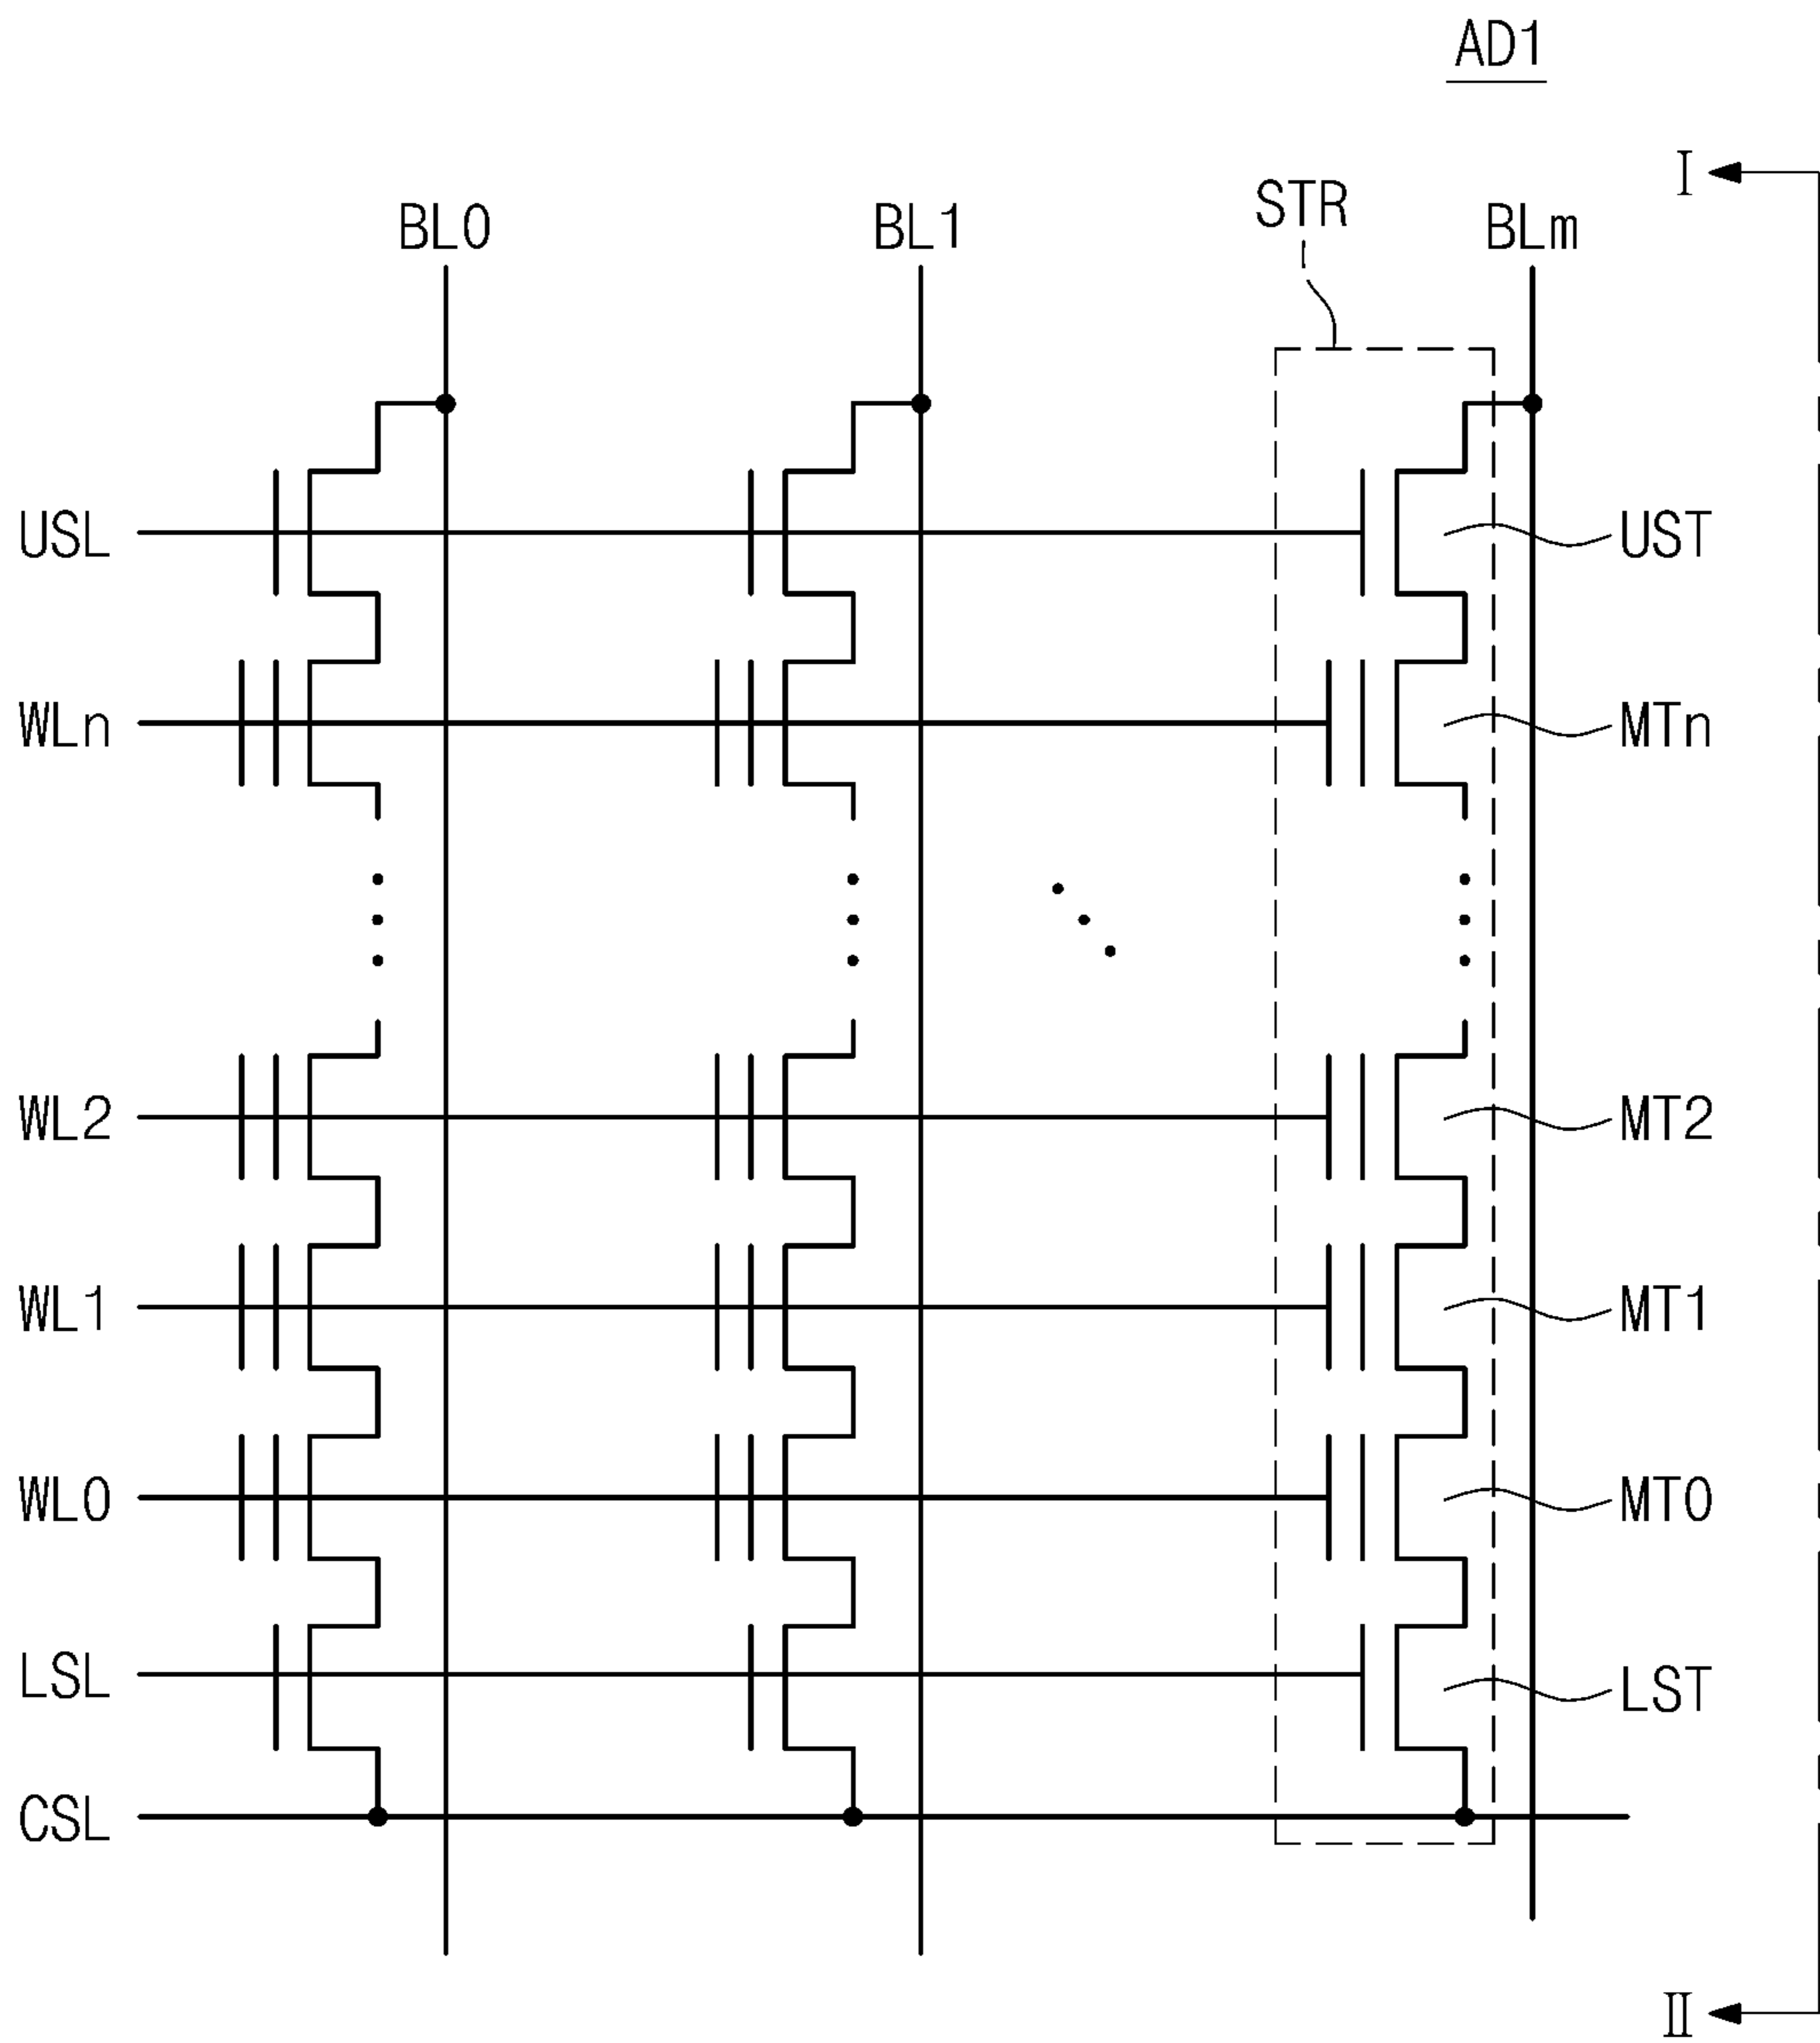 AD1
I
STR
BL0 BL1 BLm
USL UST
WLn MTn
WL2 MT2
WL1 MT1
WL0 MT0
LSL LST
CSL
II